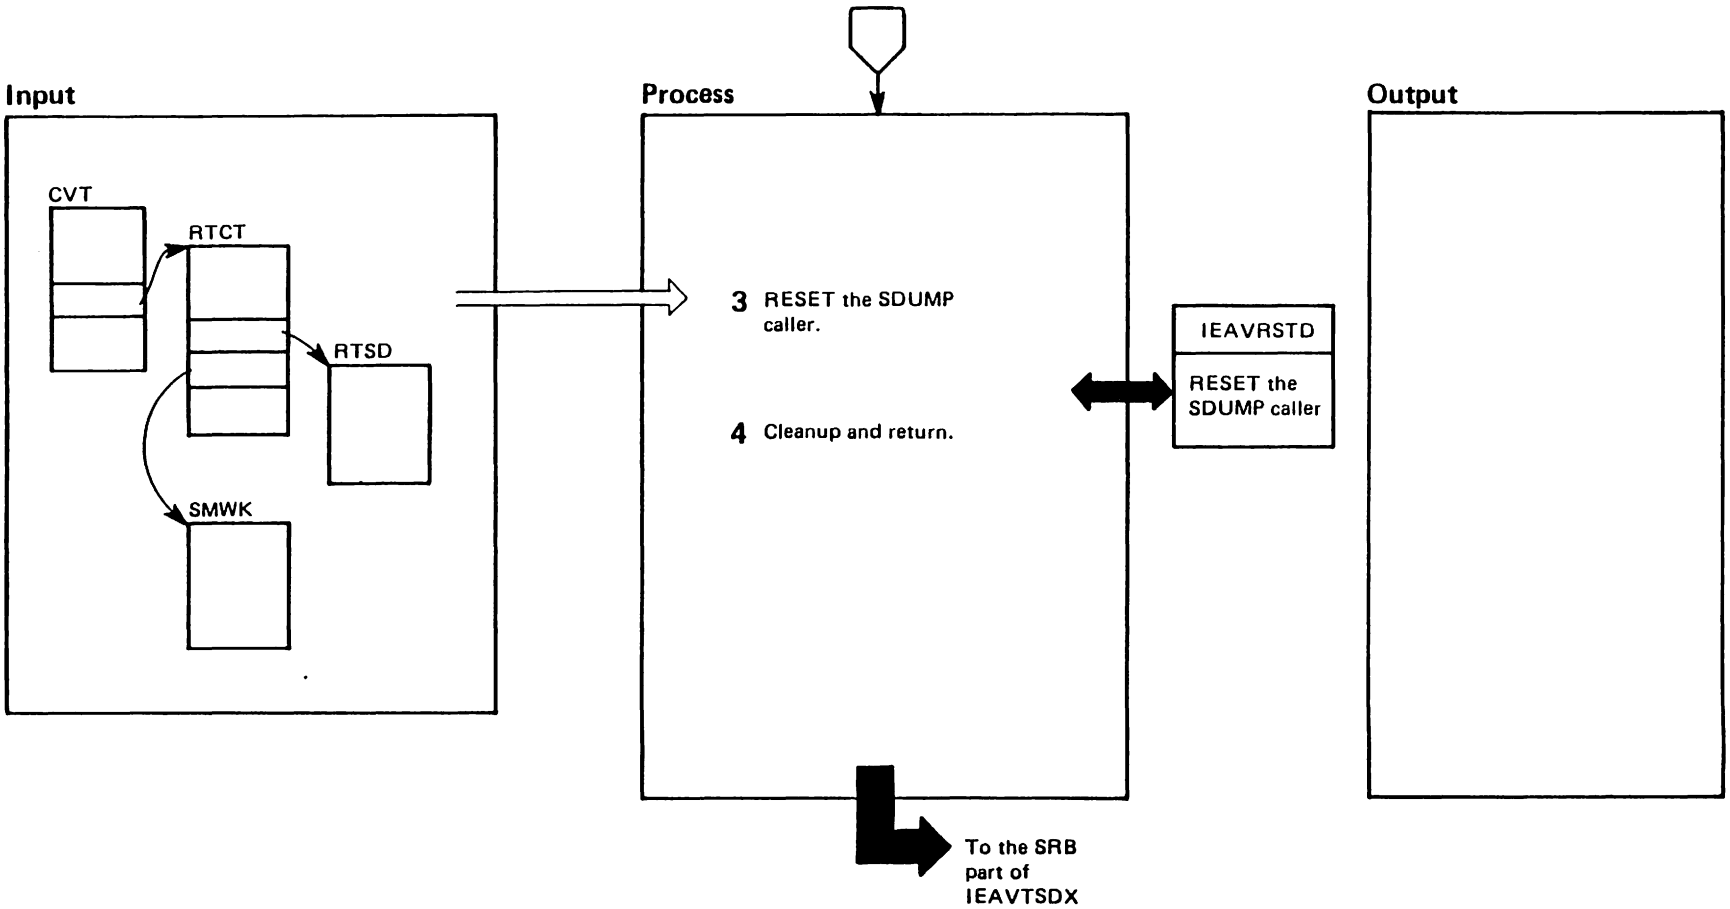 Input
CVT
RTCT
RTSD
SMWK
Process
3 RESET the SDUMP
caller.
4 Cleanup and return.
IEAVRSTD
RESET the
SDUMP caller
Output
To the SRB
part of
IEAVTSDX